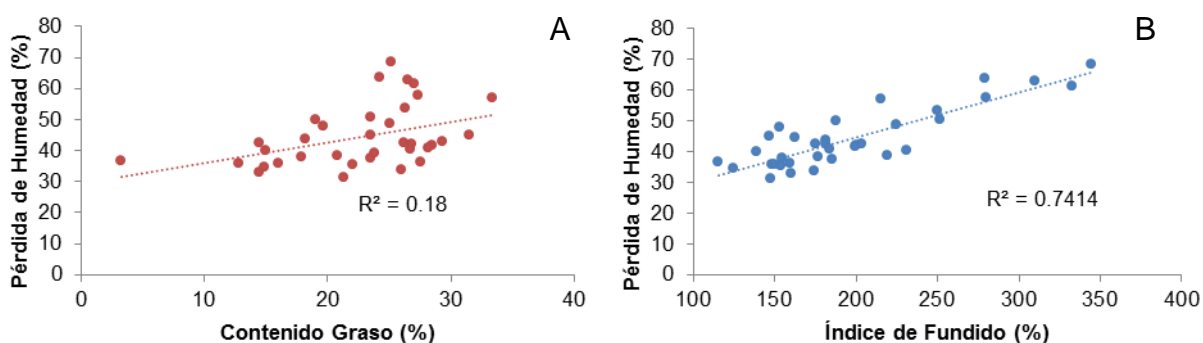 A
Pérdida de Humedad (%)
80
70
60
50
40
30
20
10
0
R² = 0.18
0 10 20 30 40
Contenido Graso (%)
B
Pérdida de Humedad (%)
80
70
60
50
40
30
20
10
0
R² = 0.7414
100 150 200 250 300 350 400
Índice de Fundido (%)